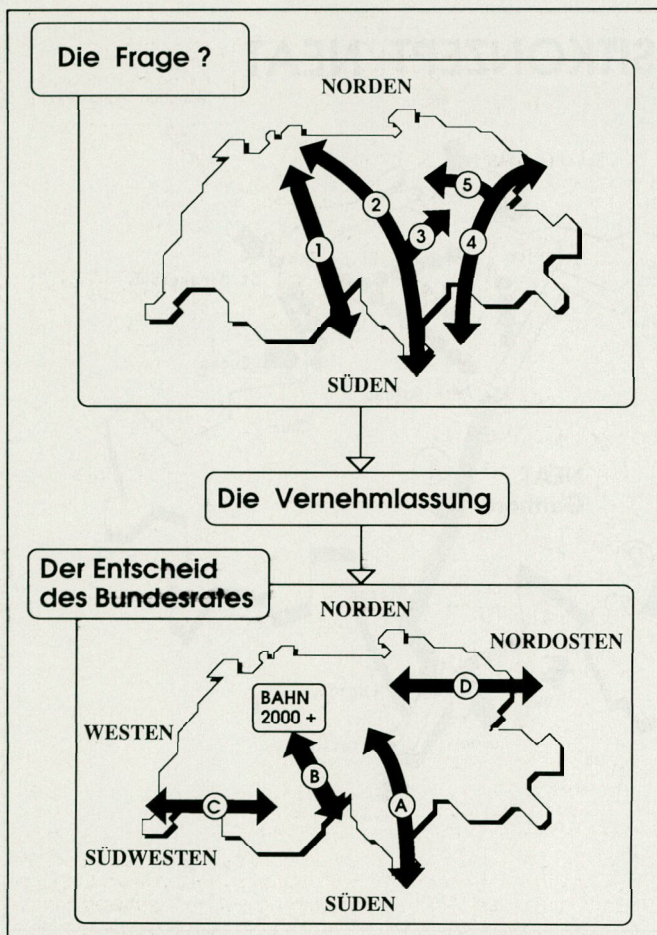 Die Frage ?
NORDEN
1
2
3
4
5
SÜDEN
Die Vernehmlassung
Der Entscheid
des Bundesrates
NORDEN
NORDOSTEN
D
BAHN
2000 +
WESTEN
B
A
C
SÜDWESTEN
SÜDEN